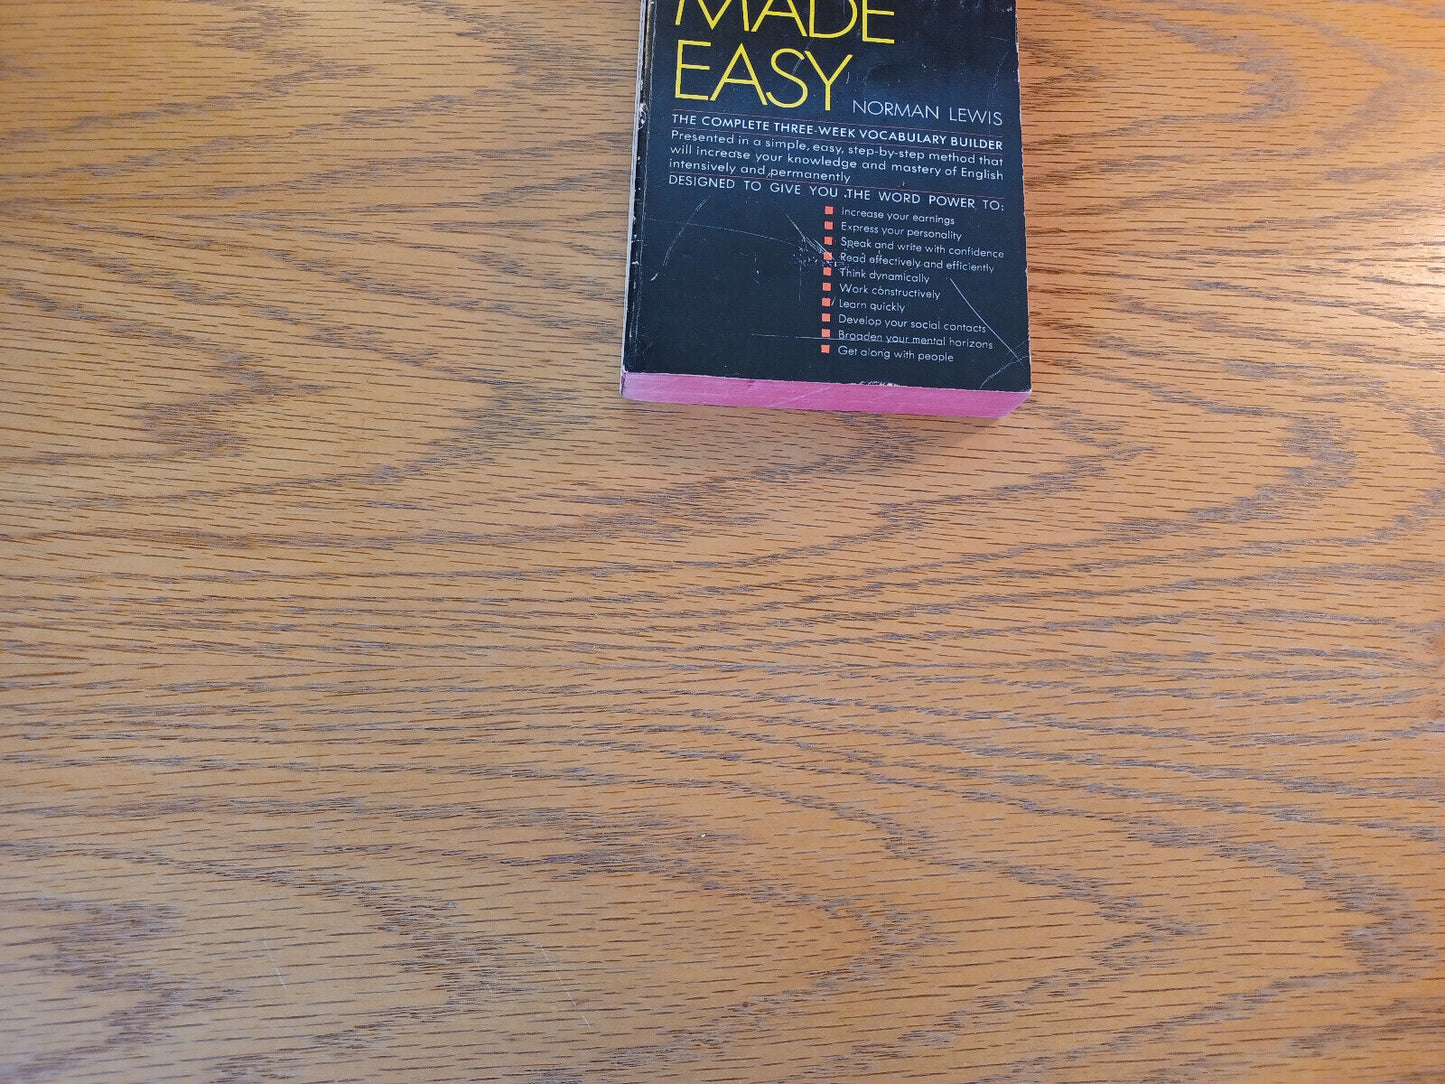 MADE
EASY
NORMAN LEWIS
THE COMPLETE THREE-WEEK VOCABULARY BUILDER
Presented in a simple, easy, step-by-step method that
will increase your knowledge and mastery of English
intensively and permanently
DESIGNED TO GIVE YOU THE WORD POWER TO:
Increase your earnings
Express your personality
Speak and write with confidence
Read effectively and efficiently
Think dynamically
Work constructively
Learn quickly
Develop your social contacts
Broaden your mental horizons
Get along with people